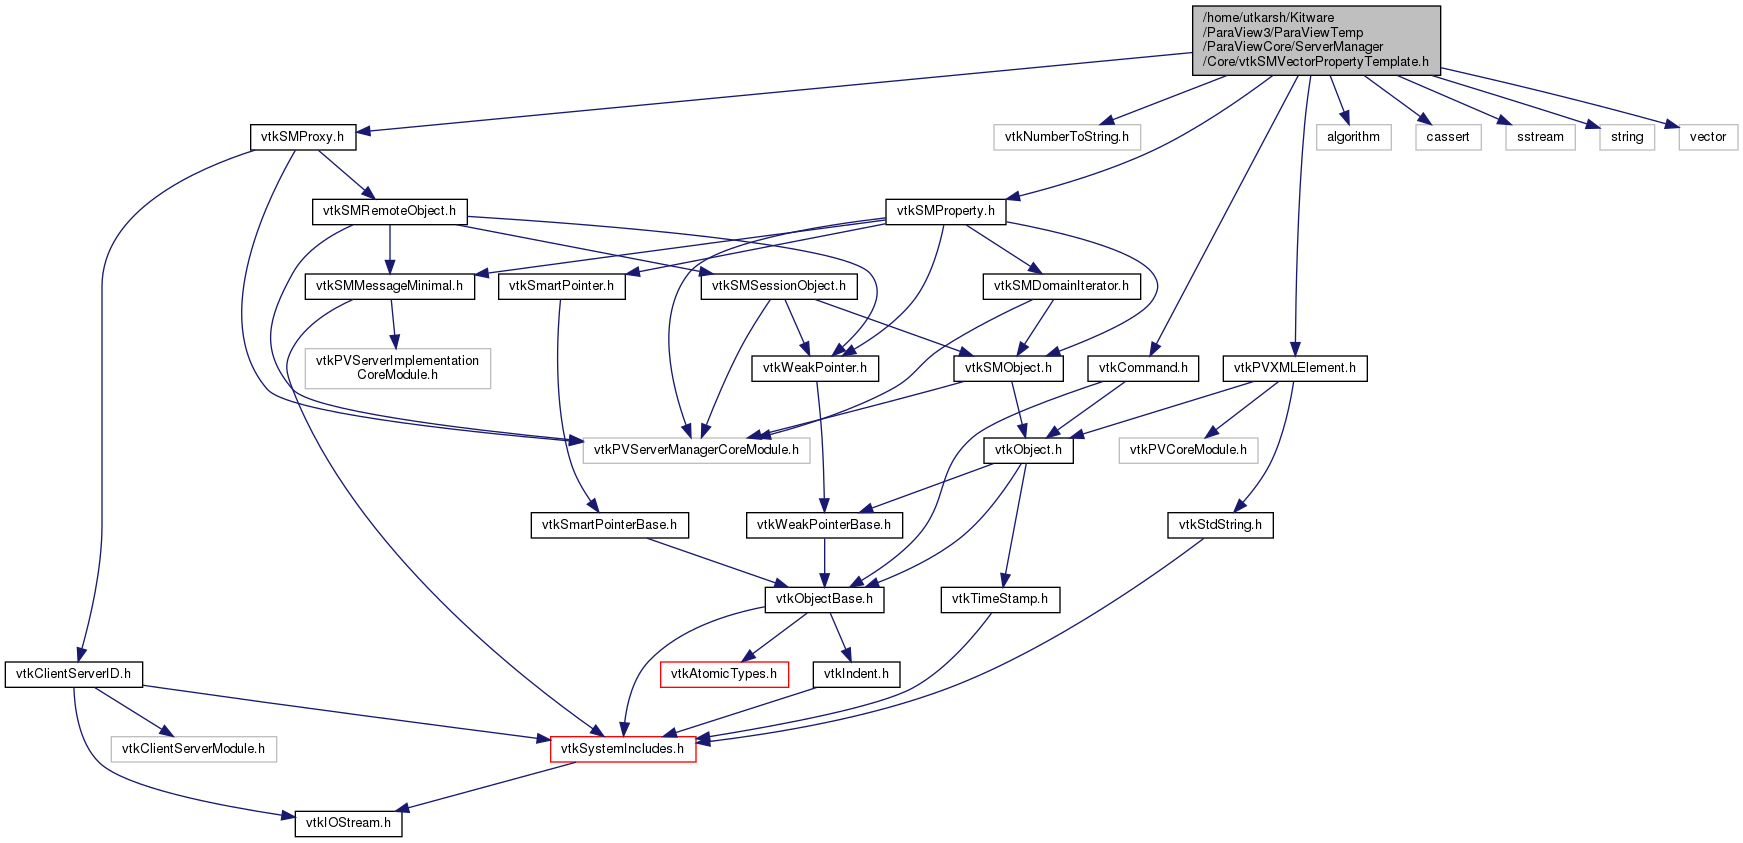 /home/utkarsh/Kitware
/ParaView3/ParaViewTemp
/ParaViewCore/ServerManager
/Core/vtkSMVectorPropertyTemplate.h
vtkSMProxy.h
vtkNumberToString.h
algorithm
cassert
sstream
string
vector
vtkSMRemoteObject.h
vtkSMProperty.h
vtkSMMessageMinimal.h
vtkSmartPointer.h
vtkSMSessionObject.h
vtkSMDomainIterator.h
vtkPVServerImplementation
CoreModule.h
vtkWeakPointer.h
vtkSMObject.h
vtkCommand.h
vtkPVXMLElement.h
vtkPVServerManagerCoreModule.h
vtkObject.h
vtkPVCoreModule.h
vtkSmartPointerBase.h
vtkWeakPointerBase.h
vtkStdString.h
vtkObjectBase.h
vtkTimeStamp.h
vtkClientServerID.h
vtkAtomicTypes.h
vtkIndent.h
vtkClientServerModule.h
vtkSystemIncludes.h
vtkIOStream.h